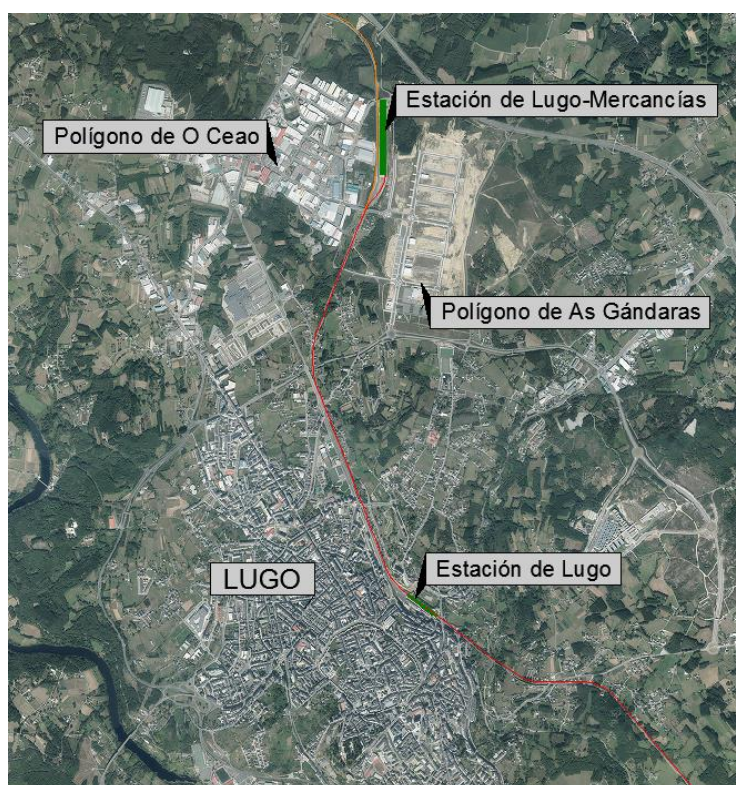 Estación de Lugo-Mercancías
Polígono de O Ceao
Polígono de As Gándaras
Estación de Lugo
LUGO